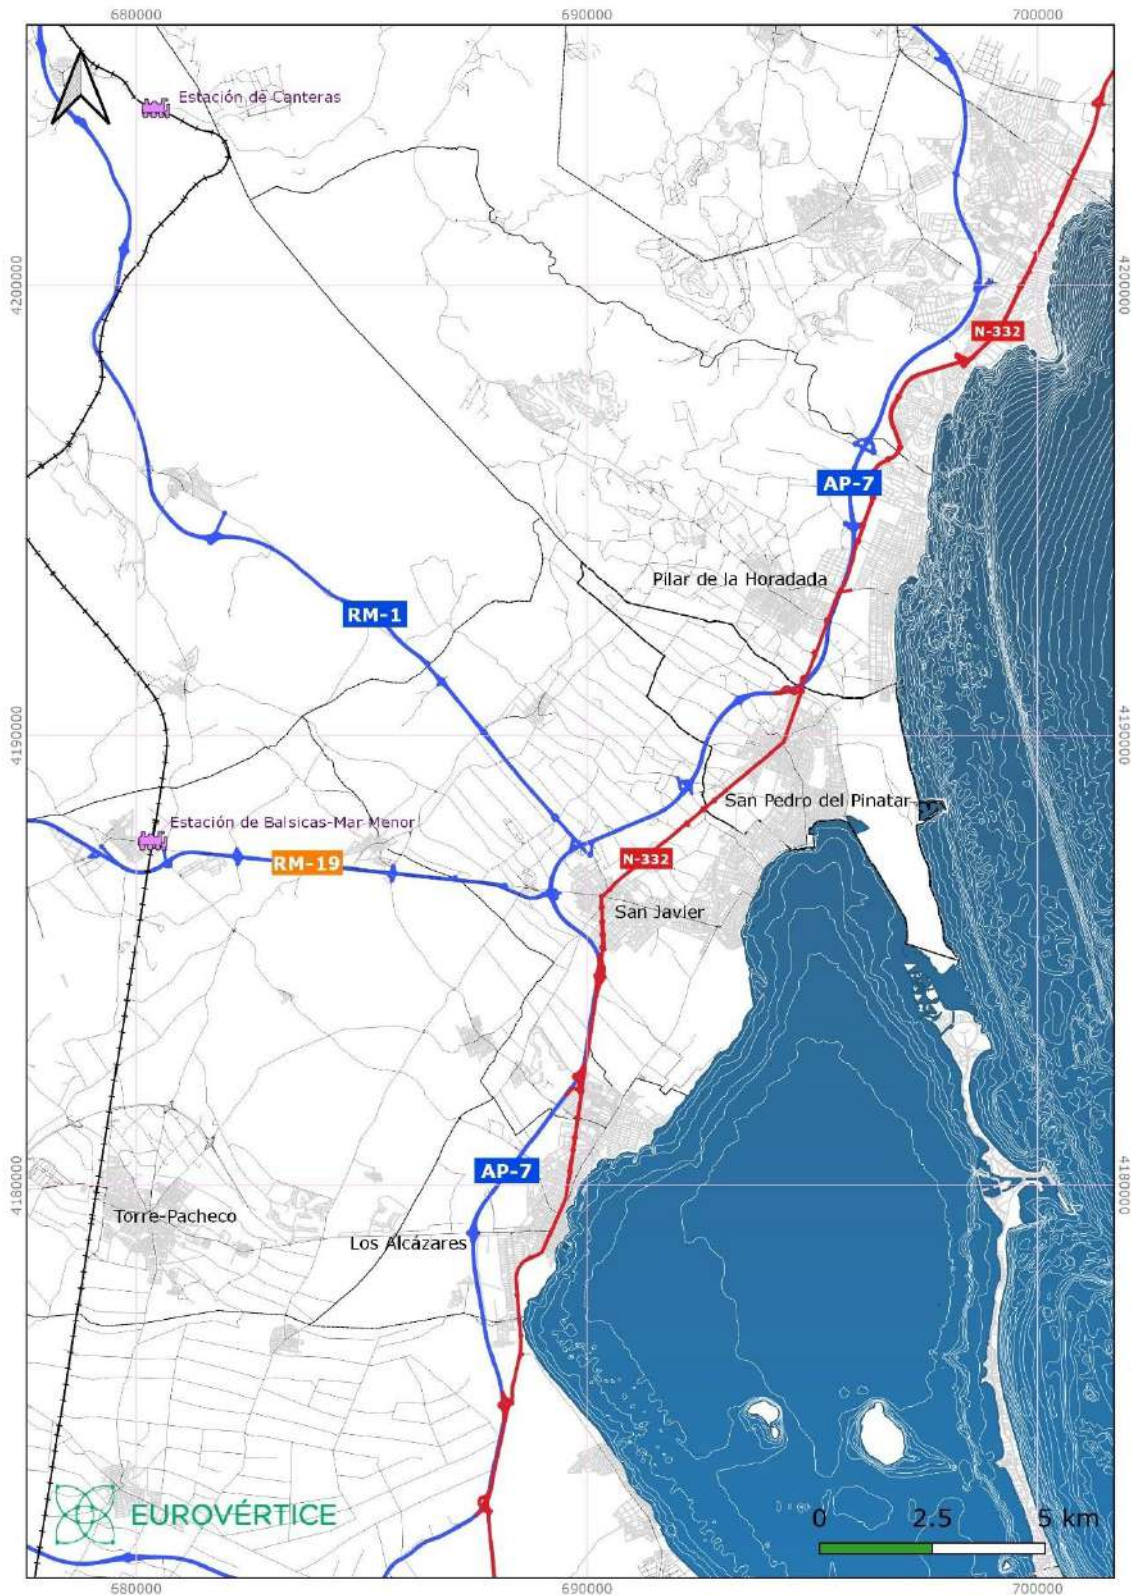 680000
690000
700000
Estación de Canteras
4200000
4200000
N-332
AP-7
Pilar de la Horadada
RM-1
4190000
4190000
San Pedro del Pinatar
Estación de Balsicas-Mar Menor
RM-19
N-332
San Javier
AP-7
4180000
4180000
Torre-Pacheco
Los Alcázares
EUROVÉRTICE
0 2.5 5 km
680000
690000
700000